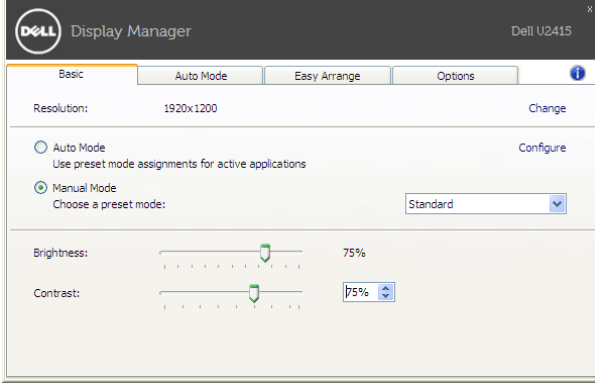 x
DELL Display Manager Dell U2415
Basic Auto Mode Easy Arrange Options i
Resolution: 1920x1200 Change
Auto Mode Configure
Use preset mode assignments for active applications
Manual Mode
Choose a preset mode: Standard
Brightness: 75%
Contrast: 75%